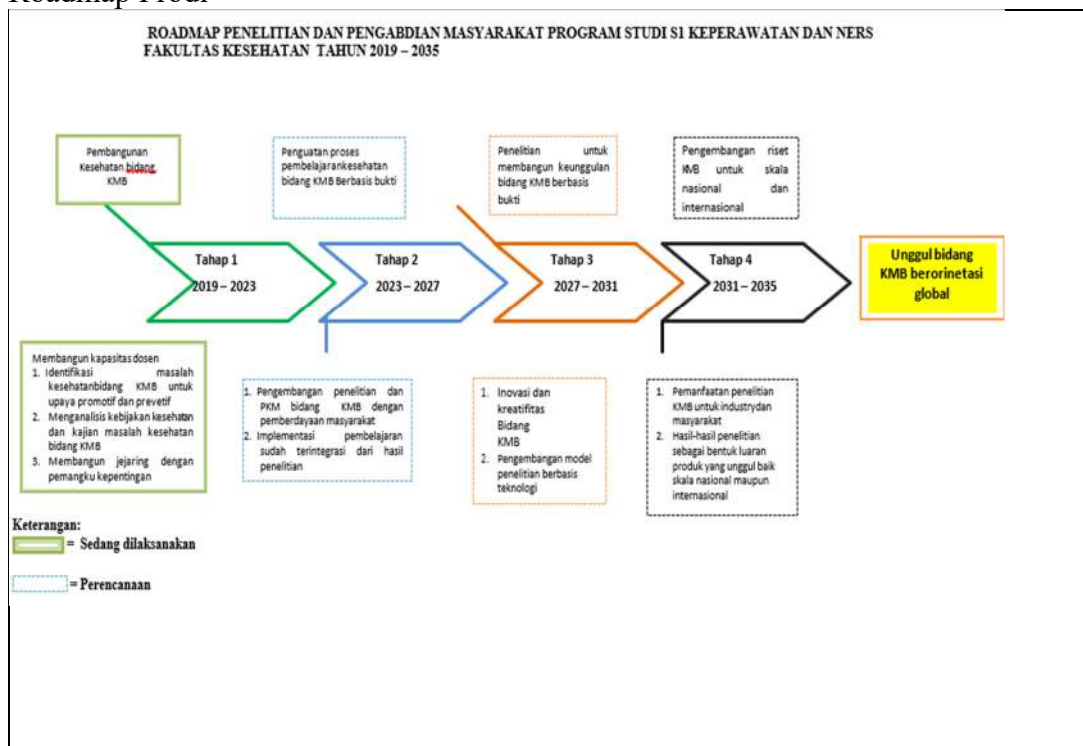 Roadmap Prodi
ROADMAP PENELITIAN DAN PENGABDIAN MASYARAKAT PROGRAM STUDI S1 KEPERAWATAN DAN NERS
FAKULTAS KESEHATAN TAHUN 2019 – 2035
Pembangunan
Kesehatan bidang
KMB
Penguatan proses
pembelajarankesehatan
bidang KMB Berbasis bukti
Penelitian untuk
membangun keunggulan
bidang KMB berbasis
bukti
Pengembangan riset
KMB untuk skala
nasional dan
internasional
Tahap 1
2019 – 2023
Tahap 2
2023 – 2027
Tahap 3
2027 – 2031
Tahap 4
2031 – 2035
Unggul bidang
KMB berorinetasi
global
Membangun kapasitas dosen
1. Identifikasi masalah
kesehatanbidang KMB untuk
upaya promotif dan prevetif
2. Menganalisis kebijakan kesehatan
dan kajian masalah kesehatan
bidang KMB
3. Membangun jejaring dengan
pemangku kepentingan
1. Pengembangan penelitian dan
PKM bidang KMB dengan
pemberdayaan masyarakat
2. Implementasi pembelajaran
sudah terintegrasi dari hasil
penelitian
1. Inovasi dan
kreatifitas
Bidang
KMB
2. Pengembangan model
penelitian berbasis
teknologi
1. Pemanfaatan penelitian
KMB untuk industrydan
masyarakat
2. Hasil-hasil penelitian
sebagai bentuk luaran
produk yang unggul baik
skala nasional maupun
internasional
Keterangan:
= Sedang dilaksanakan
= Perencanaan